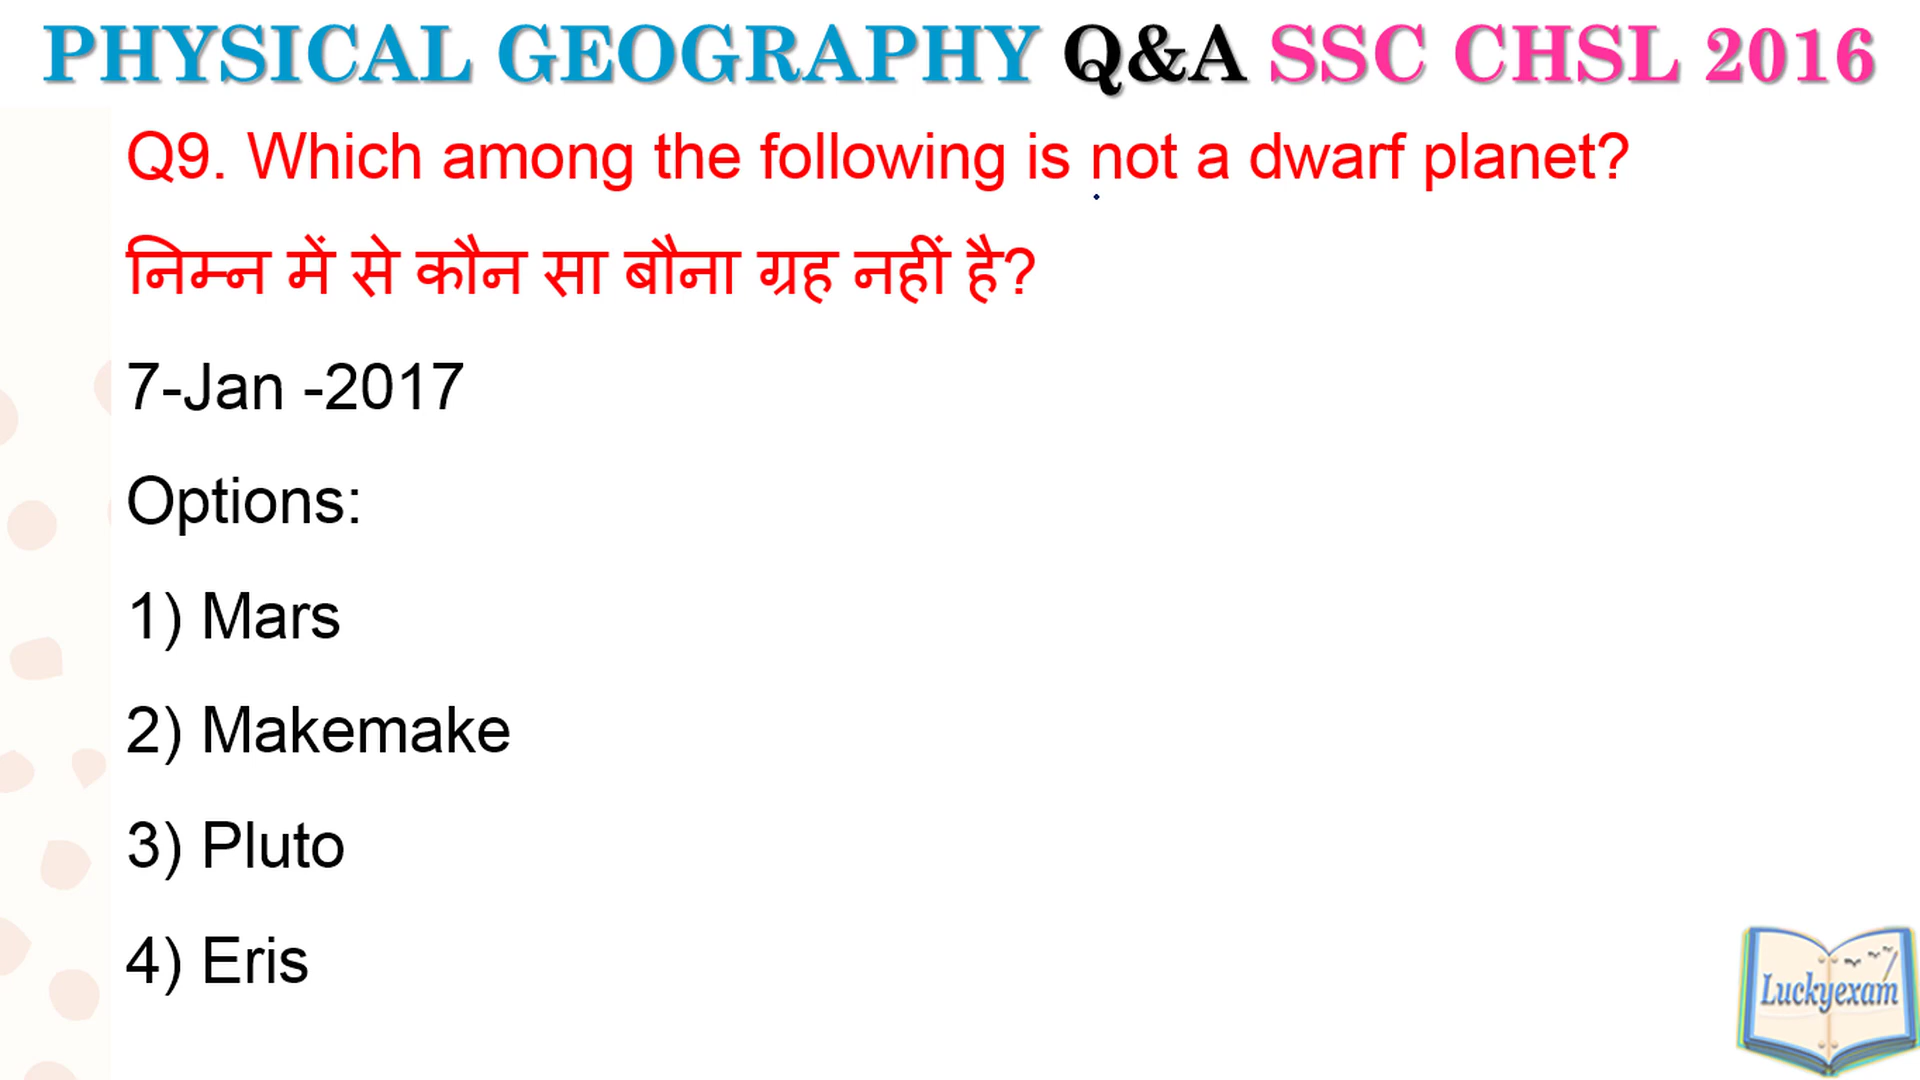 PHYSICAL GEOGRAPHY Q&A SSC CHSL 2016
Q9. Which among the following is not a dwarf planet?
निम्न में से कौन सा बौना ग्रह नहीं है?
7-Jan -2017
Options:
1) Mars
2) Makemake
3) Pluto
4) Eris
Luckyexam